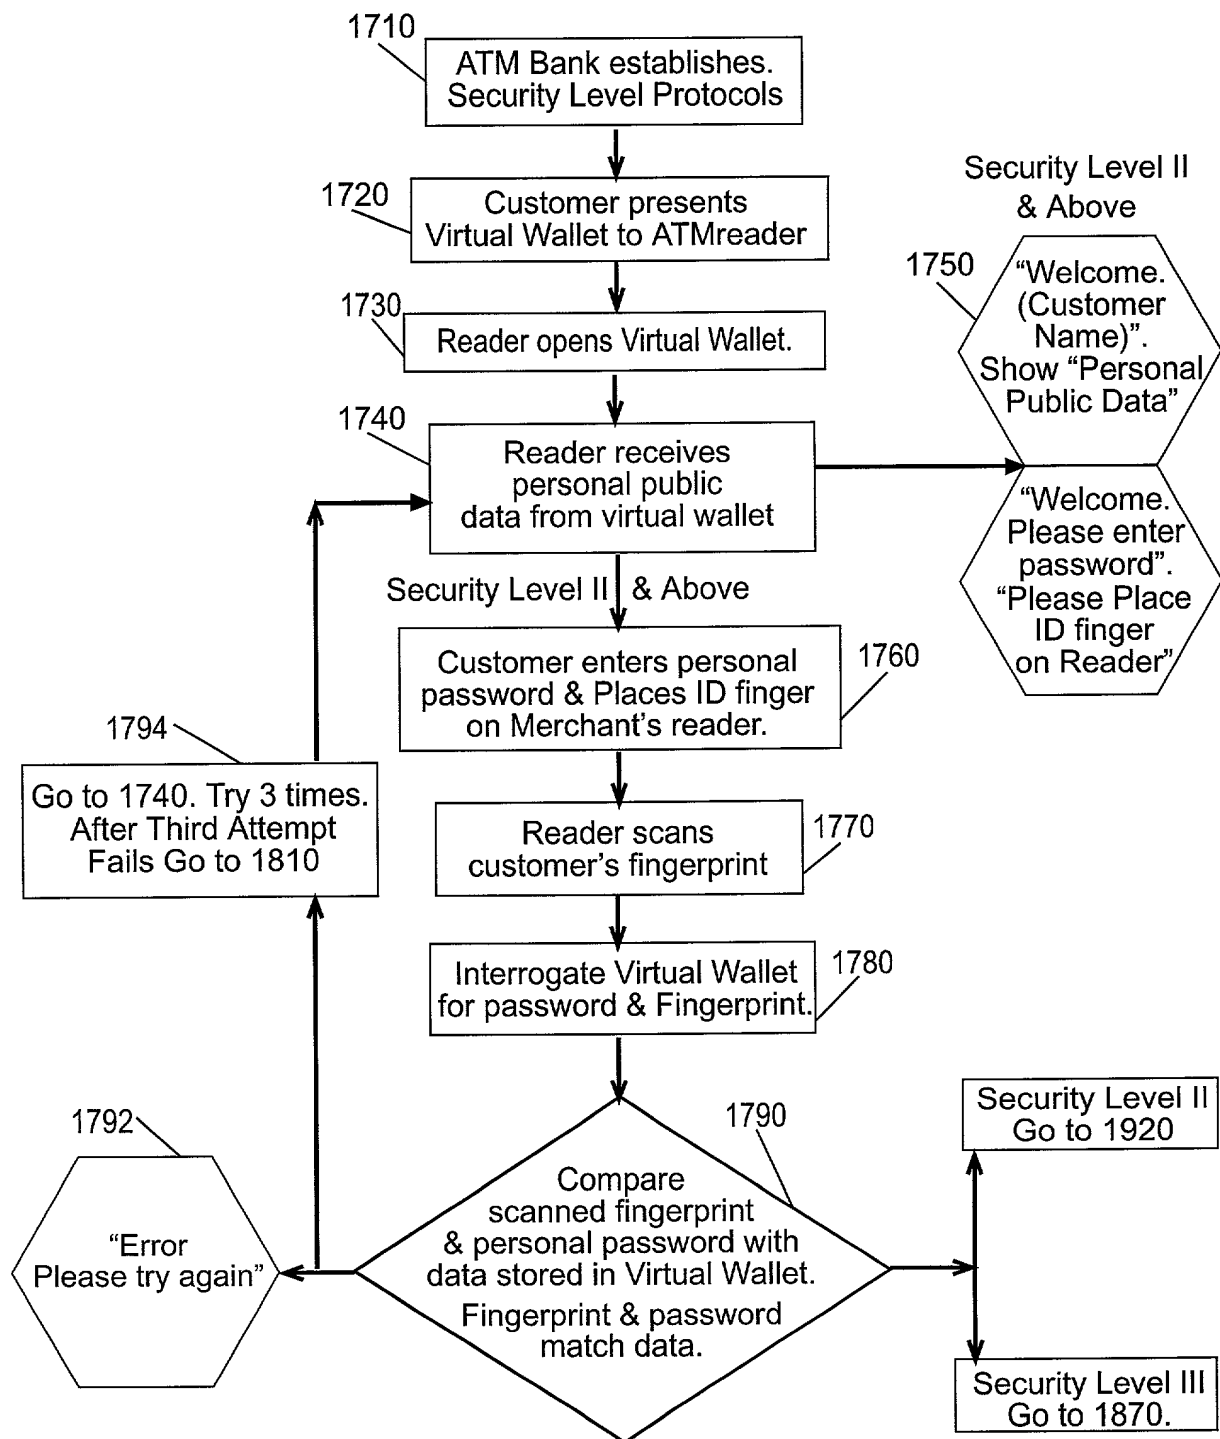 1710
ATM Bank establishes.
Security Level Protocols
1720
Customer presents
Virtual Wallet to ATMreader
1730
Reader opens Virtual Wallet.
1740
Reader receives
personal public
data from virtual wallet
Security Level II
& Above
1750
“Welcome.
(Customer
Name)”.
Show “Personal
Public Data”
“Welcome.
Please enter
password”.
“Please Place
ID finger
on Reader”
Security Level II & Above
1760
Customer enters personal
password & Places ID finger
on Merchant’s reader.
1794
Go to 1740. Try 3 times.
After Third Attempt
Fails Go to 1810
1770
Reader scans
customer’s fingerprint
1780
Interrogate Virtual Wallet
for password & Fingerprint.
1790
Compare
scanned fingerprint
& personal password with
data stored in Virtual Wallet.
Fingerprint & password
match data.
1792
“Error
Please try again”
Security Level II
Go to 1920
Security Level III
Go to 1870.